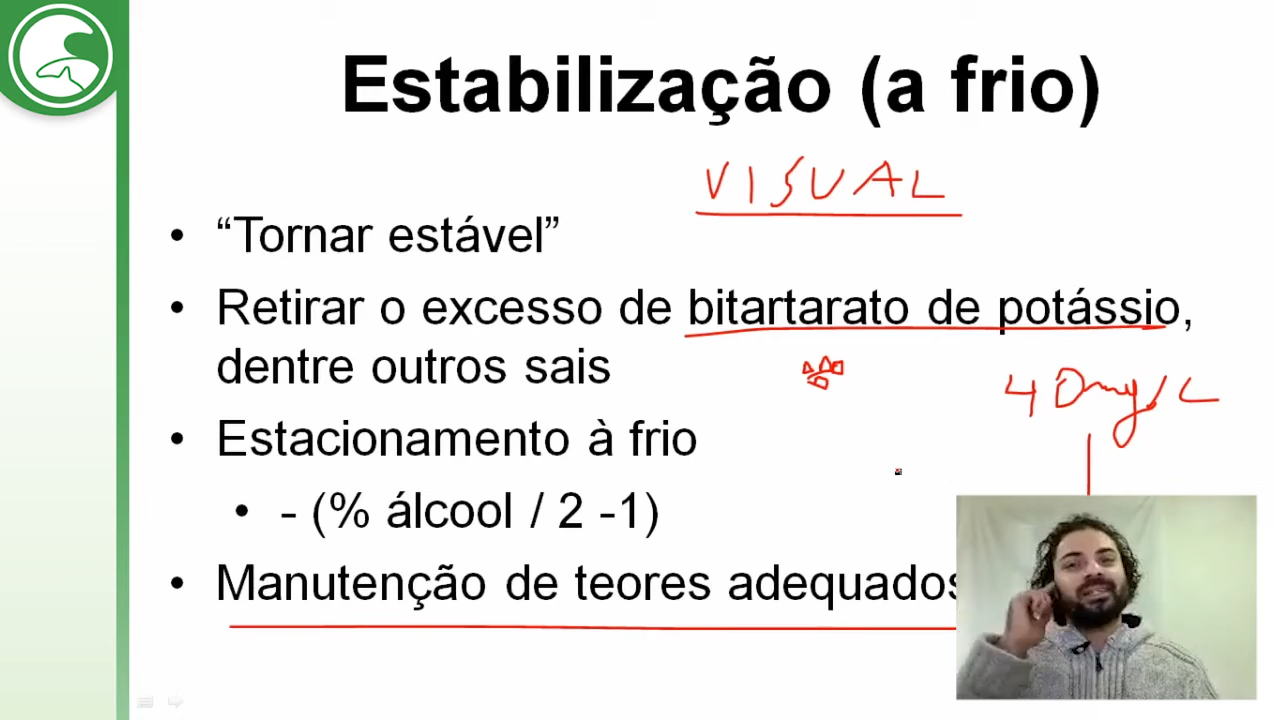 Estabilização (a frio)
VISUAL
• “Tornar estável”
• Retirar o excesso de bitartarato de potássio,
dentre outros sais
40mg/L
• Estacionamento à frio
• - (% álcool / 2 -1)
• Manutenção de teores adequados